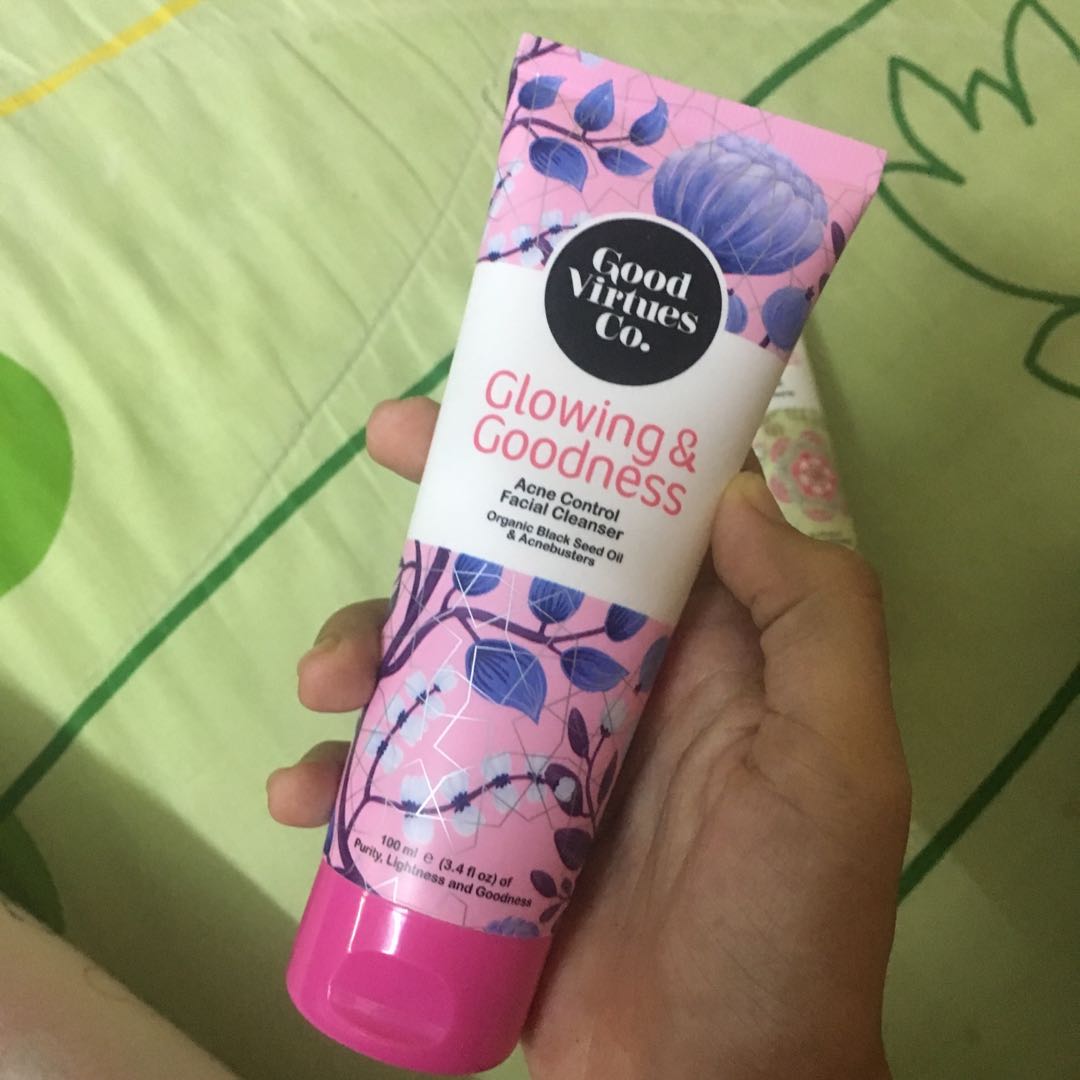 Good
Virtues
Co.
Glowing &
Goodness
Acne Control
Facial Cleanser
Organic Black Seed Oil
& Acnebusters
100 ml e (3.4 fl oz) of
Purity, Lightness and Goodness